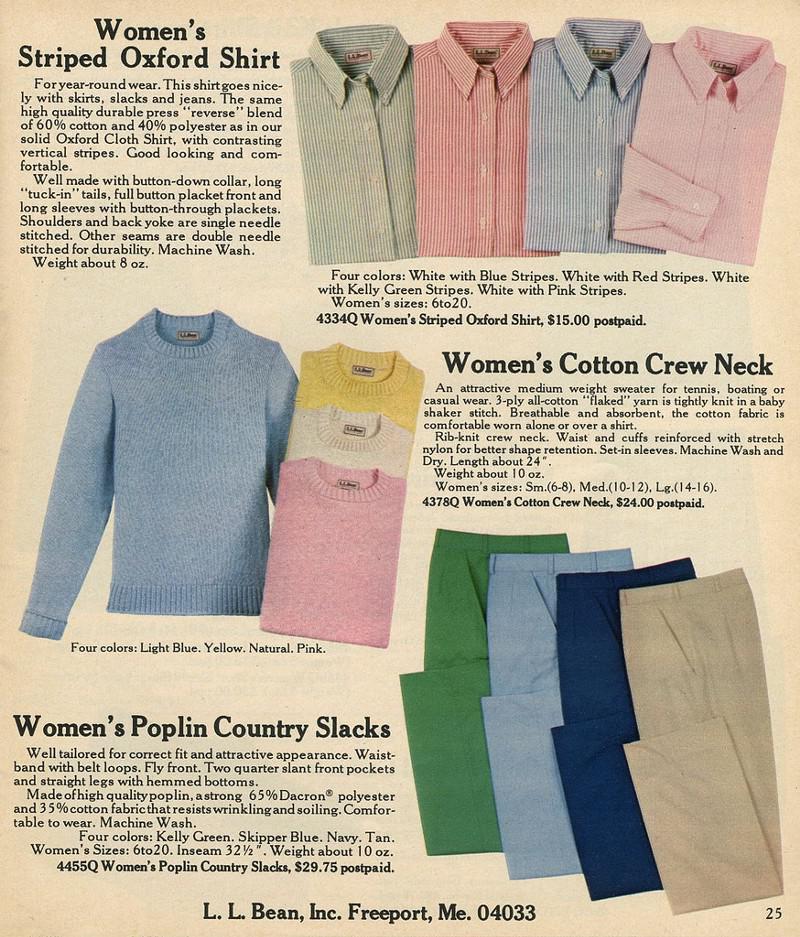 Women's
Striped Oxford Shirt
For year-round wear. This shirt goes nice-
ly with skirts, slacks and jeans. The same
high quality durable press "reverse" blend
of 60% cotton and 40% polyester as in our
solid Oxford Cloth Shirt, with contrasting
vertical stripes. Good looking and com-
fortable.
Well made with button-down collar, long
"tuck-in" tails, full button placket front and
long sleeves with button-through plackets.
Shoulders and back yoke are single needle
stitched. Other seams are double needle
stitched for durability. Machine Wash.
Weight about 8 oz.
Four colors: White with Blue Stripes. White with Red Stripes. White
with Kelly Green Stripes. White with Pink Stripes.
Women's sizes: 6to20.
4334Q Women's Striped Oxford Shirt, $15.00 postpaid.
Women's Cotton Crew Neck
An attractive medium weight sweater for tennis, boating or
casual wear. 3-ply all-cotton "flaked" yarn is tightly knit in a baby
shaker stitch. Breathable and absorbent, the cotton fabric is
comfortable worn alone or over a shirt.
Rib-knit crew neck. Waist and cuffs reinforced with stretch
nylon for better shape retention. Set-in sleeves. Machine Wash and
Dry. Length about 24".
Weight about 10 oz.
Women's sizes: Sm.(6-8), Med.(10-12), Lg.(14-16).
4378Q Women's Cotton Crew Neck, $24.00 postpaid.
L.L.Bean
L.L.Bean
L.L.Bean
L.L.Bean
Four colors: Light Blue. Yellow. Natural. Pink.
Women's Poplin Country Slacks
Well tailored for correct fit and attractive appearance. Waist-
band with belt loops. Fly front. Two quarter slant front pockets
and straight legs with hemmed bottoms.
Made of high quality poplin, a strong 65% Dacron® polyester
and 35% cotton fabric that resists wrinkling and soiling. Comfor-
table to wear. Machine Wash.
Four colors: Kelly Green. Skipper Blue. Navy. Tan.
Women's Sizes: 6to20. Inseam 32½". Weight about 10 oz.
4455Q Women's Poplin Country Slacks, $29.75 postpaid.
L. L. Bean, Inc. Freeport, Me. 04033
25